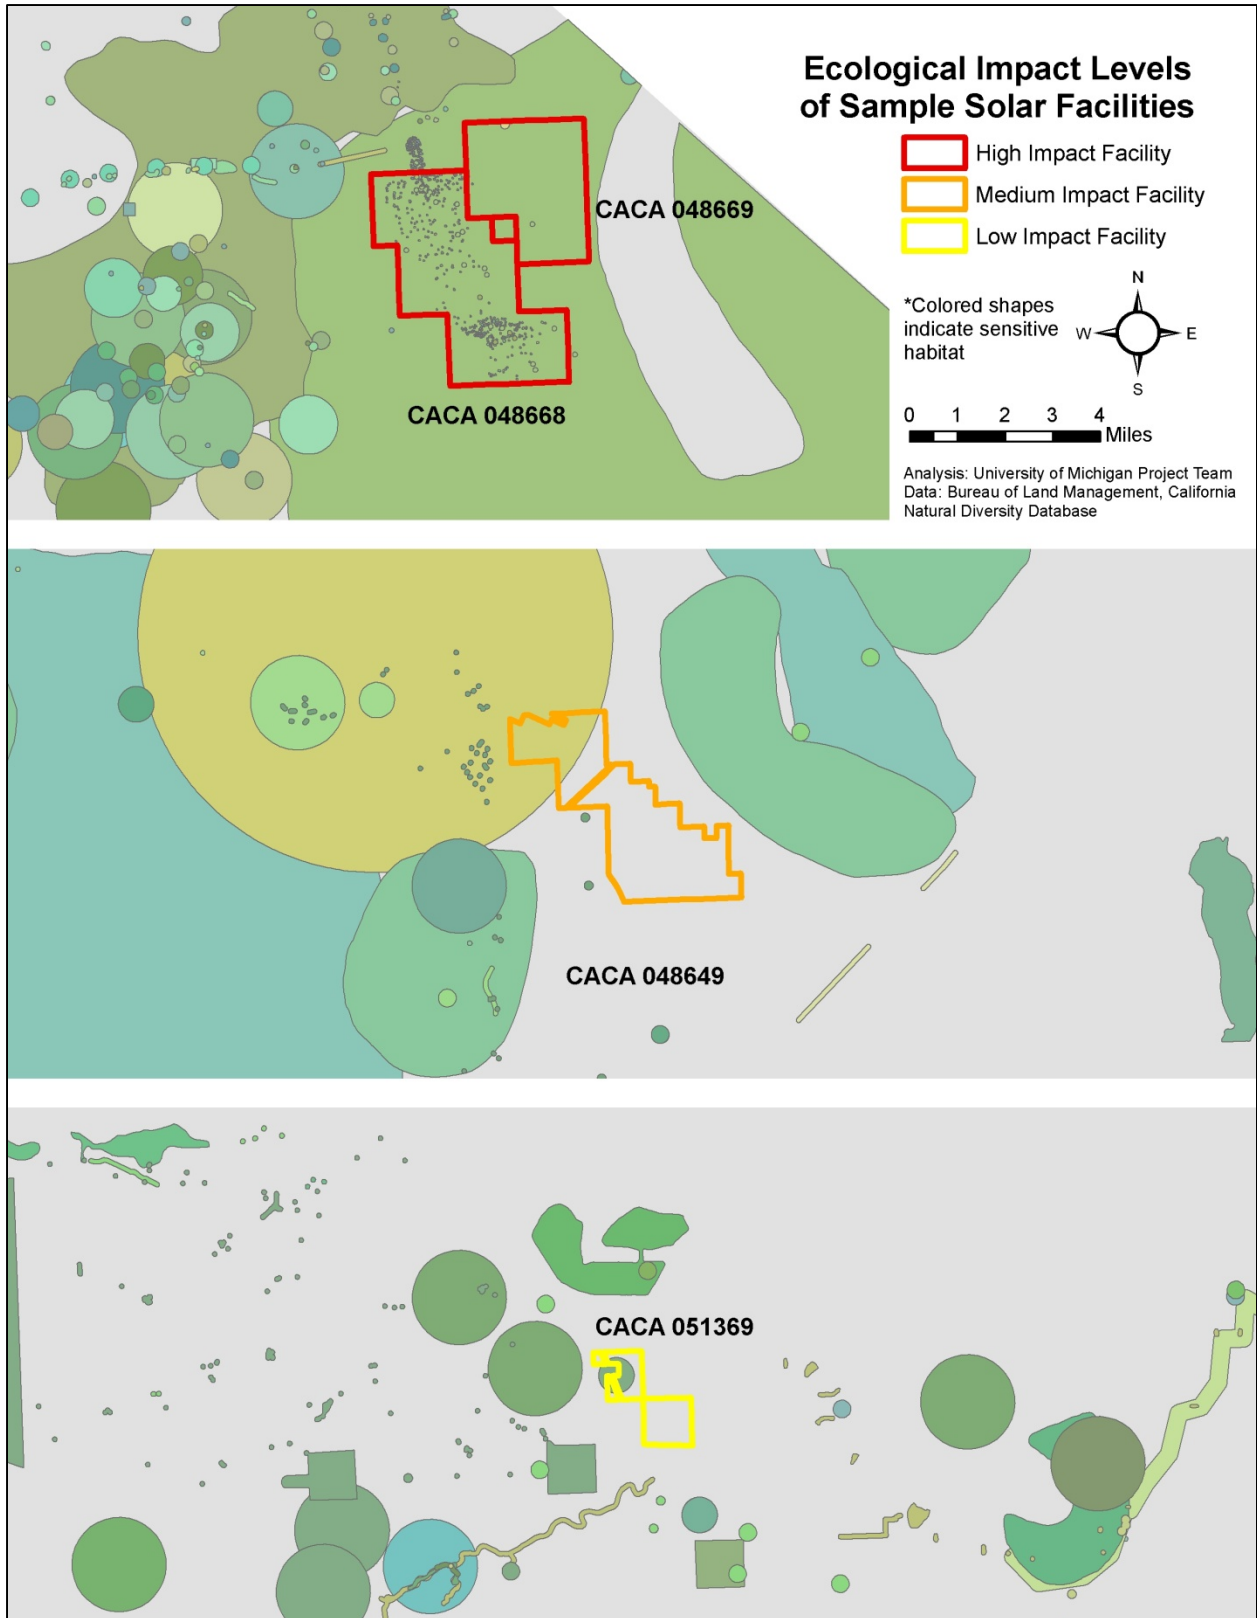 Ecological Impact Levels
of Sample Solar Facilities
High Impact Facility
Medium Impact Facility
Low Impact Facility
*Colored shapes
indicate sensitive
habitat
N
W
E
S
0 1 2 3 4
Miles
Analysis: University of Michigan Project Team
Data: Bureau of Land Management, California
Natural Diversity Database
CACA 048669
CACA 048668
CACA 048649
CACA 051369